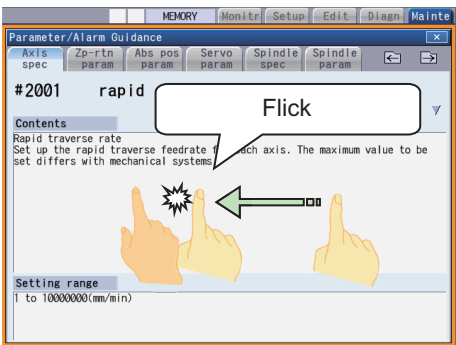 MEMORY Monitr Setup Edit Diagn Mainte
Parameter/Alarm Guidance
Axis spec Zp-rtn param Abs pos param Servo param Spindle spec Spindle param
#2001 rapid
Flick
Contents
Rapid traverse rate
Set up the rapid traverse feedrate f ach axis. The maximum value to be
set differs with mechanical systems
Setting range
1 to 10000000(mm/min)